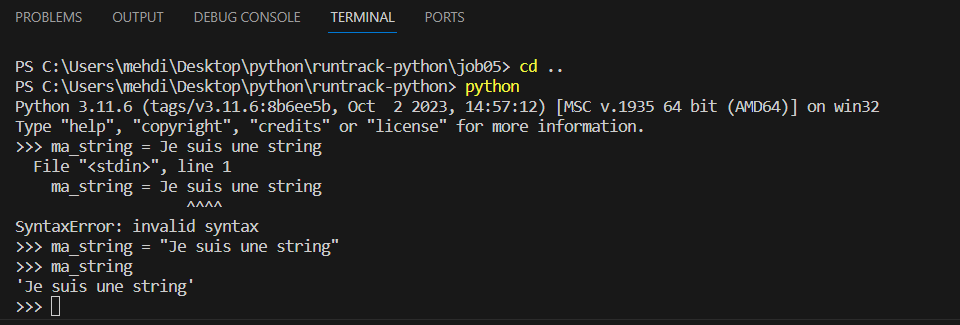 PROBLEMS OUTPUT DEBUG CONSOLE TERMINAL PORTS
PS C:\Users\mehdi\Desktop\python\runtrack-python\job05> cd ..
PS C:\Users\mehdi\Desktop\python\runtrack-python> python
Python 3.11.6 (tags/v3.11.6:8b6ee5b, Oct  2 2023, 14:57:12) [MSC v.1935 64 bit (AMD64)] on win32
Type "help", "copyright", "credits" or "license" for more information.
>>> ma_string = Je suis une string
  File "<stdin>", line 1
    ma_string = Je suis une string
                   ^^^^
SyntaxError: invalid syntax
>>> ma_string = "Je suis une string"
>>> ma_string
'Je suis une string'
>>>